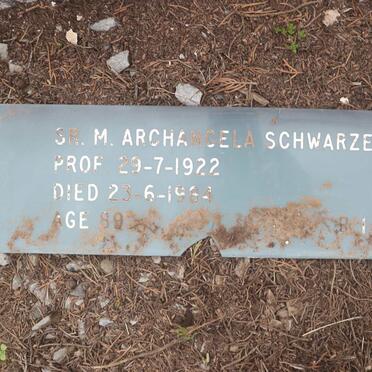 SR. M. ARCHANGELA SCHWARZE
PROF 29-7-1922
DIED 23-6-1964
AGE